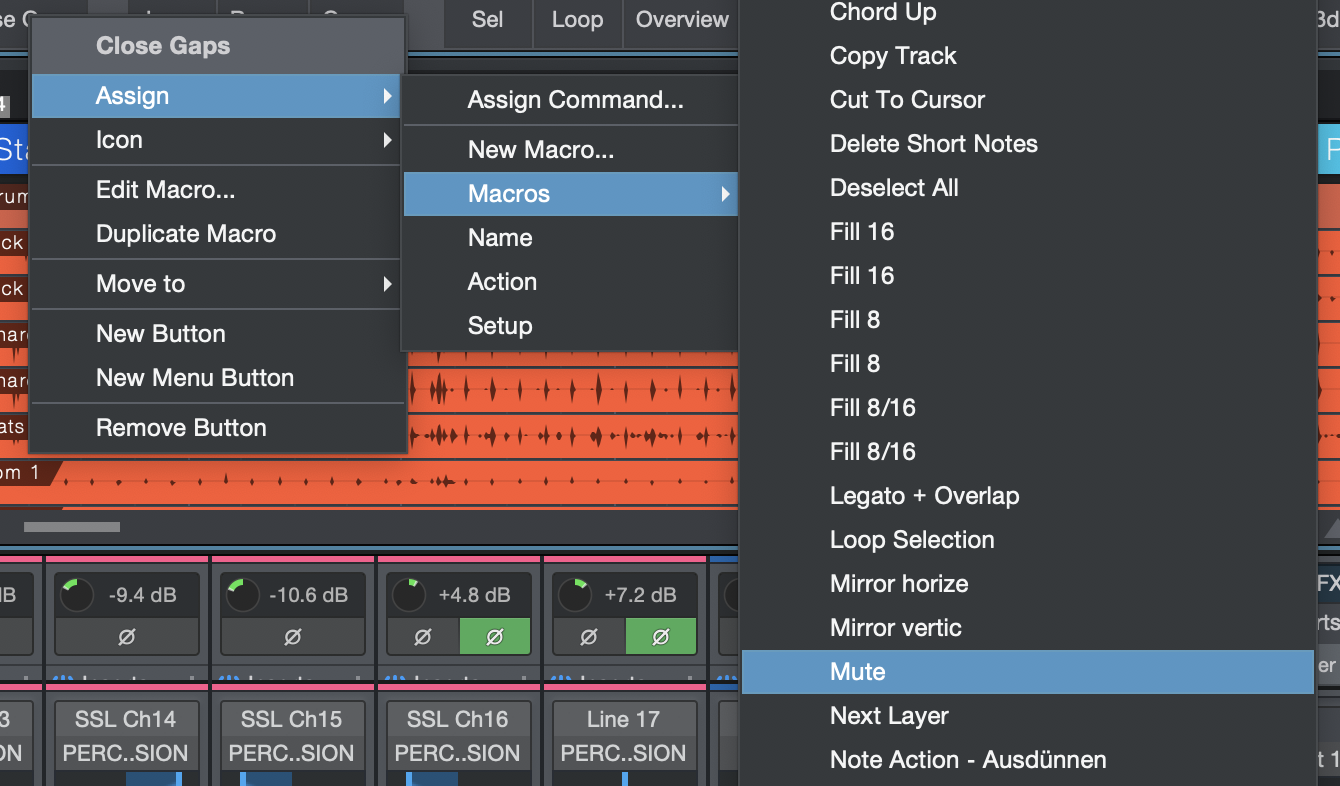 Sel
Loop
Overview
Close Gaps
Assign
Icon
Edit Macro...
Duplicate Macro
Move to
New Button
New Menu Button
Remove Button
Assign Command...
New Macro...
Macros
Name
Action
Setup
Chord Up
Copy Track
Cut To Cursor
Delete Short Notes
Deselect All
Fill 16
Fill 16
Fill 8
Fill 8
Fill 8/16
Fill 8/16
Legato + Overlap
Loop Selection
Mirror horize
Mirror vertic
Mute
Next Layer
Note Action - Ausdünnen
-9.4 dB
-10.6 dB
+4.8 dB
+7.2 dB
Ø
Ø
Ø Ø
Ø Ø
SSL Ch14
PERC..SION
SSL Ch15
PERC..SION
SSL Ch16
PERC..SION
Line 17
PERC..SION